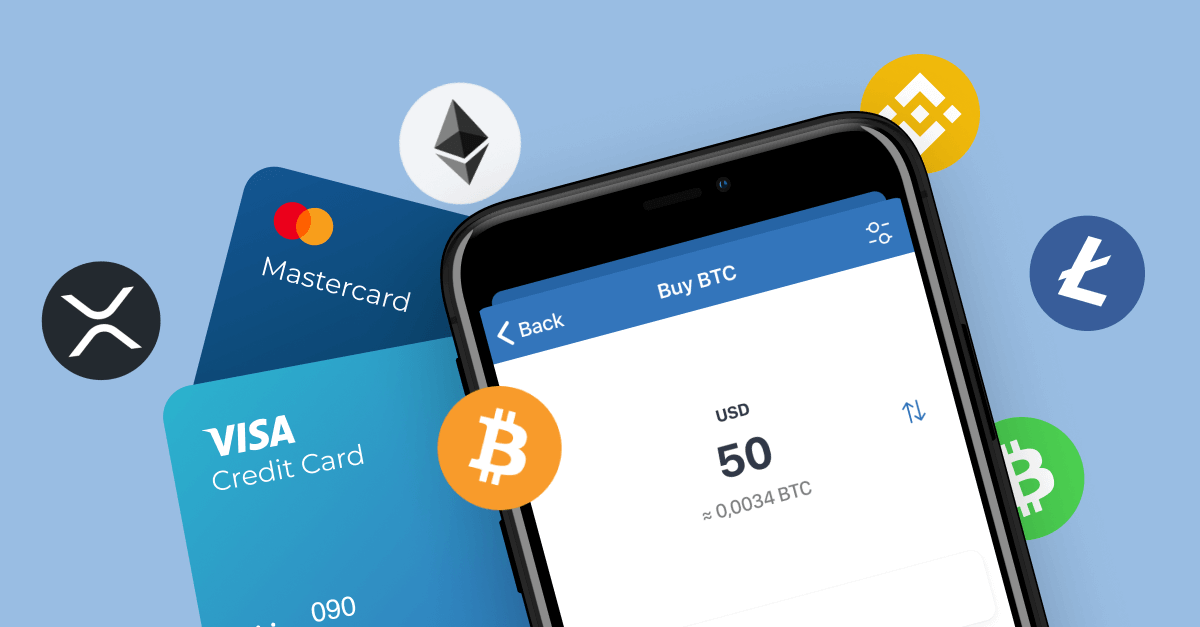 Mastercard
VISA
Credit Card
090
Back
Buy BTC
USD
50
≈ 0,0034 BTC